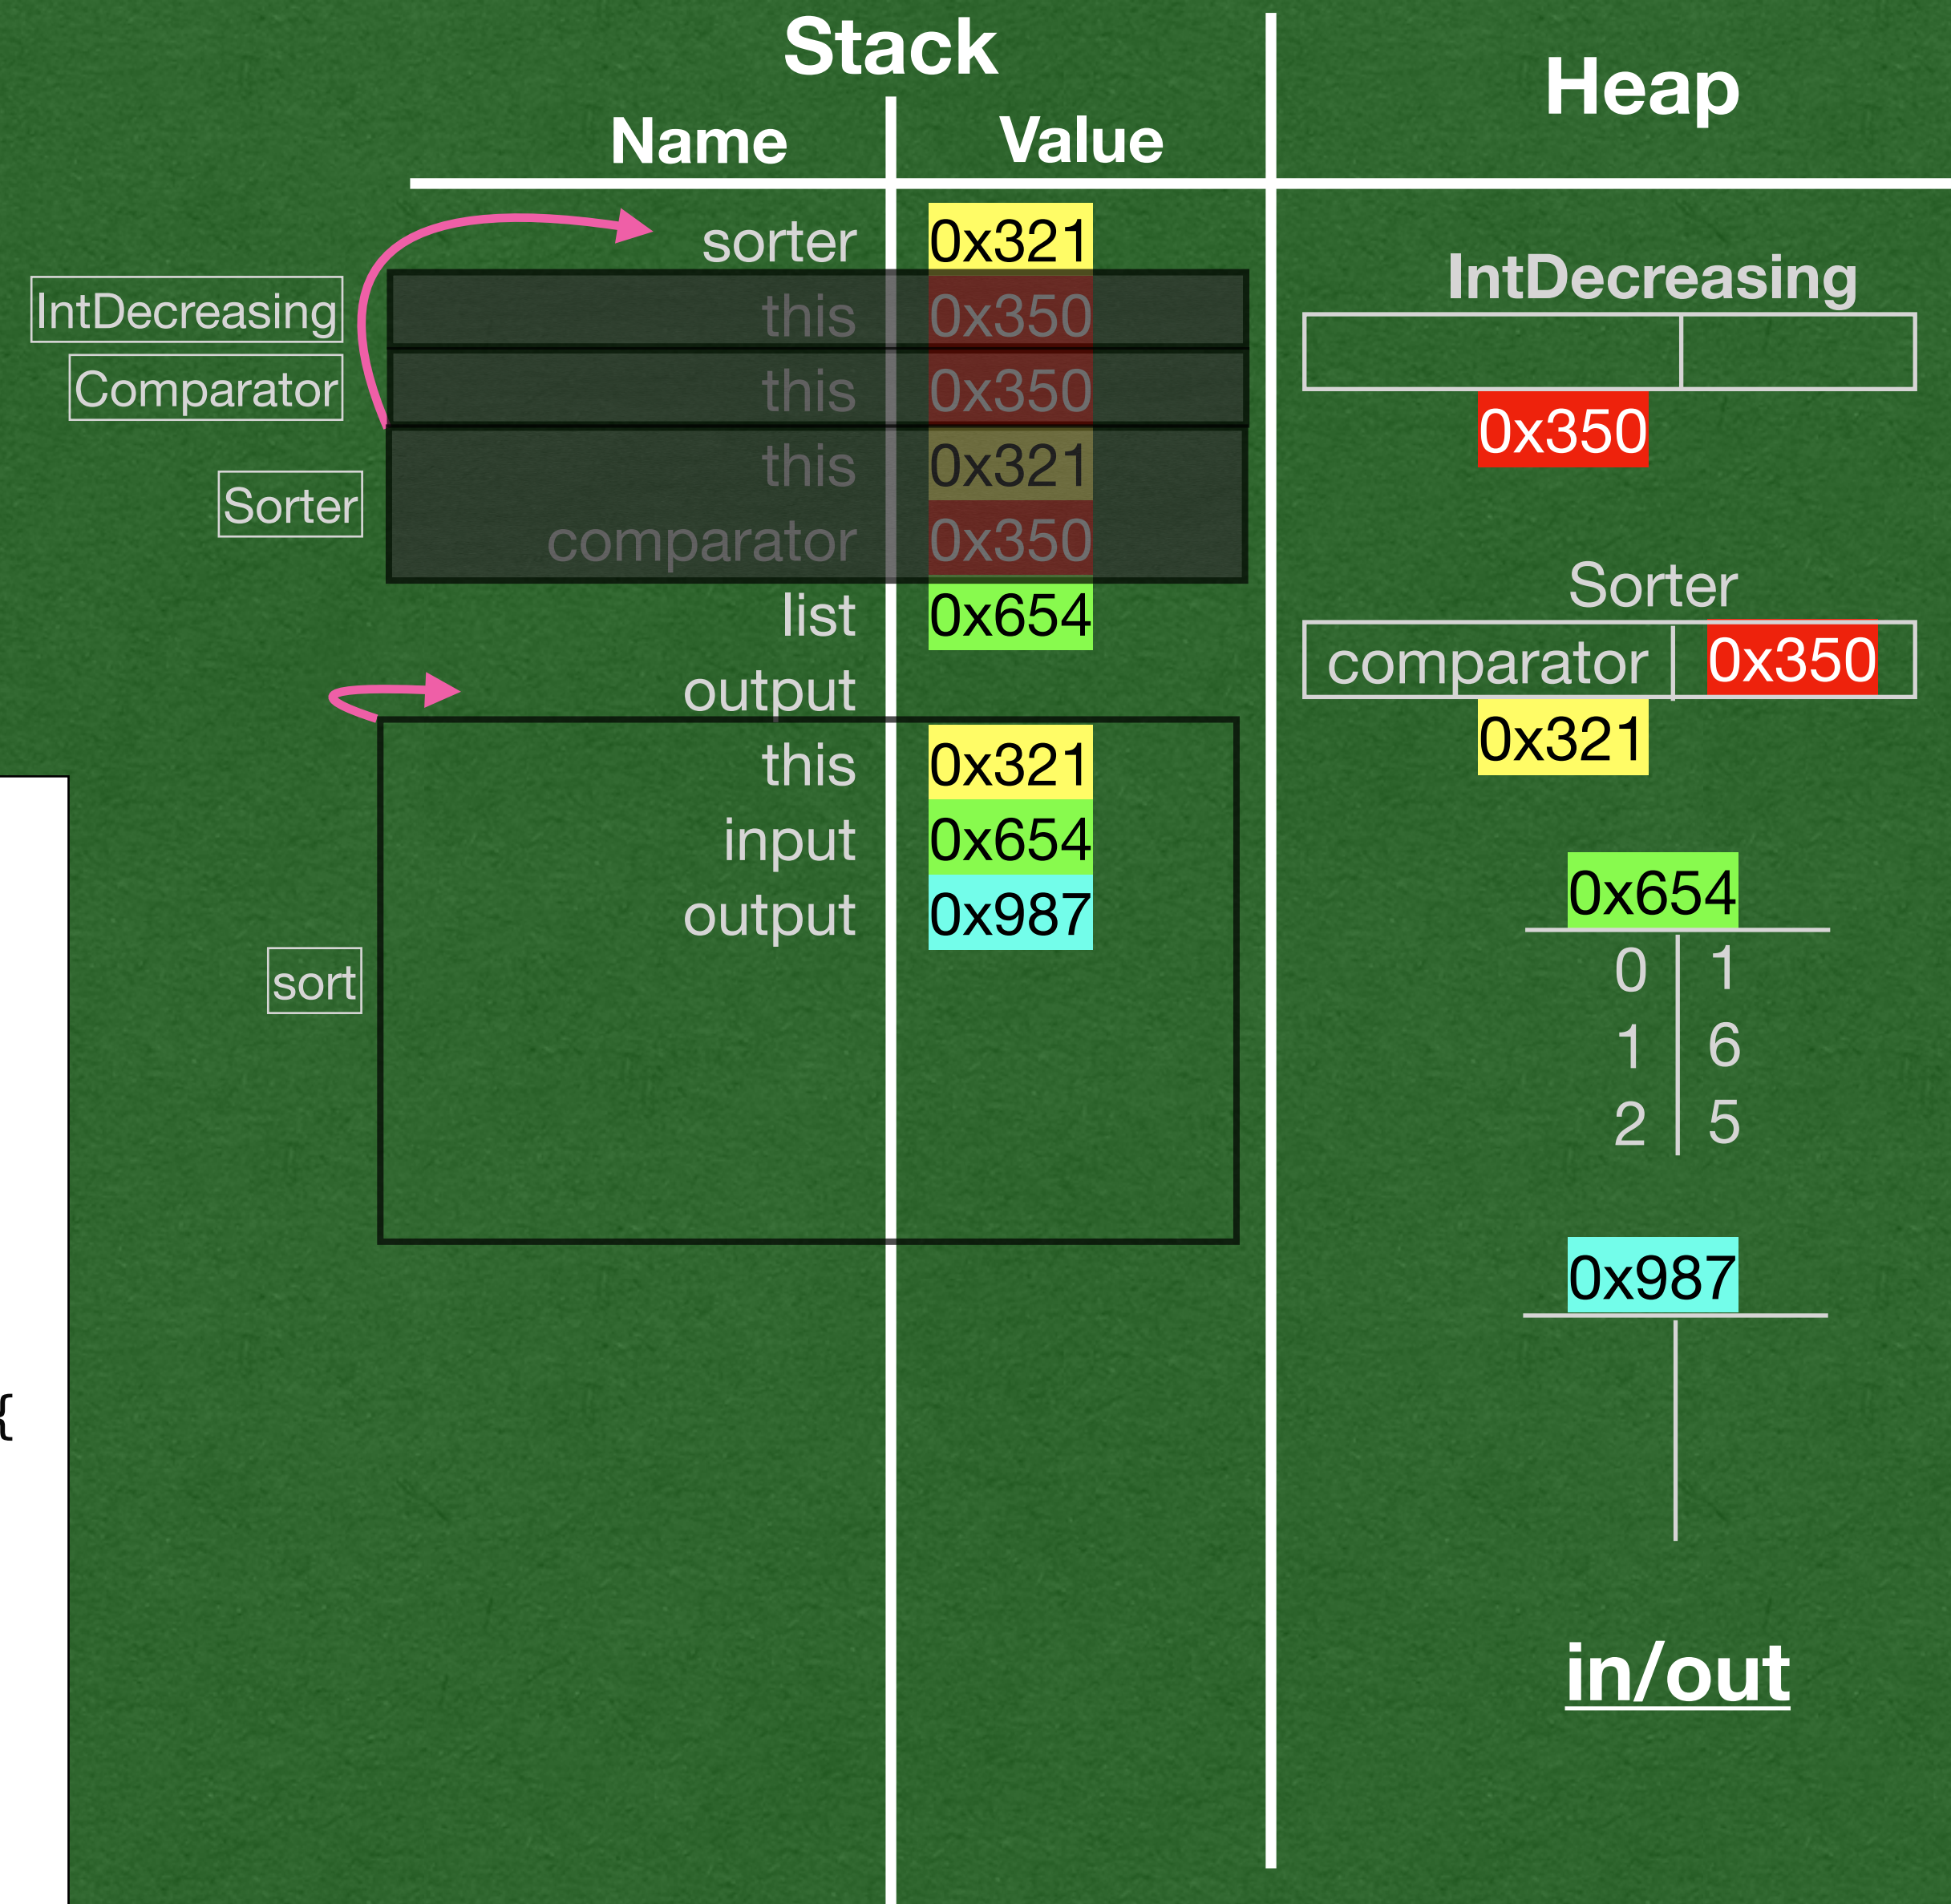 Stack
Heap
Name Value
sorter 0x321
IntDecreasing this 0x350
Comparator this 0x350
this 0x321
Sorter
comparator 0x350
list 0x654
output
this 0x321
input 0x654
output 0x987
sort
{
IntDecreasing
0x350
Sorter
comparator 0x350
0x321
0x654
0 1
1 6
2 5
0x987
in/out